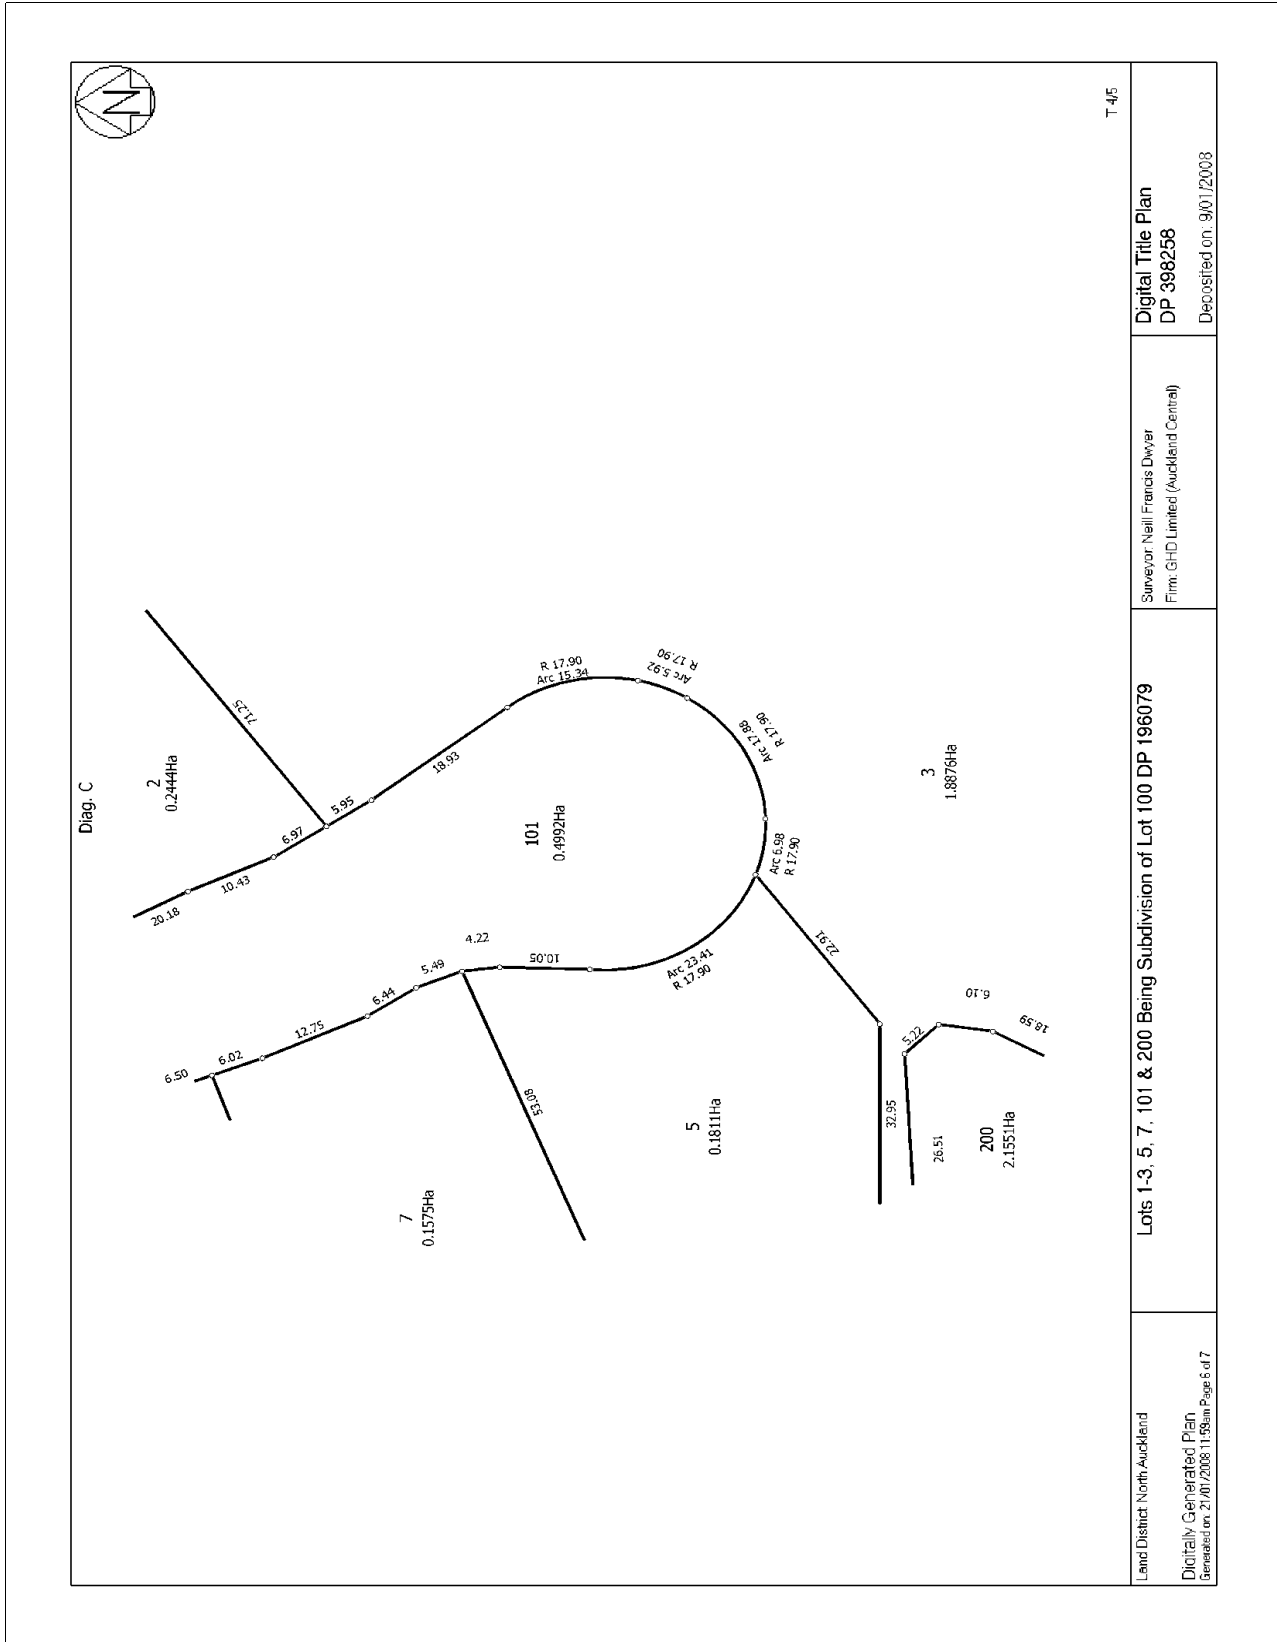 Diag. C
N
2
0.2444Ha
71.25
20.18
10.43
6.97
5.95
18.93
R 17.90
Arc 15.34
Arc 5.92
R 17.90
Arc 17.88
R 17.90
101
0.4992Ha
Arc 6.98
R 17.90
3
1.8876Ha
6.50
6.02
12.75
6.44
5.49
4.22
10.05
Arc 23.41
R 17.90
22.91
53.08
7
0.1575Ha
5
0.1811Ha
32.95
26.51
5.22
6.10
18.59
200
2.1551Ha
T 4/5
Land District: North Auckland
Digitally Generated Plan
Generated on: 21/01/2008 11:59am Page 6 of 7
Lots 1-3, 5, 7, 101 & 200 Being Subdivision of Lot 100 DP 196079
Surveyor: Neill Francis Dwyer
Firm: GHD Limited (Auckland Central)
Digital Title Plan
DP 398258
Deposited on: 9/01/2008